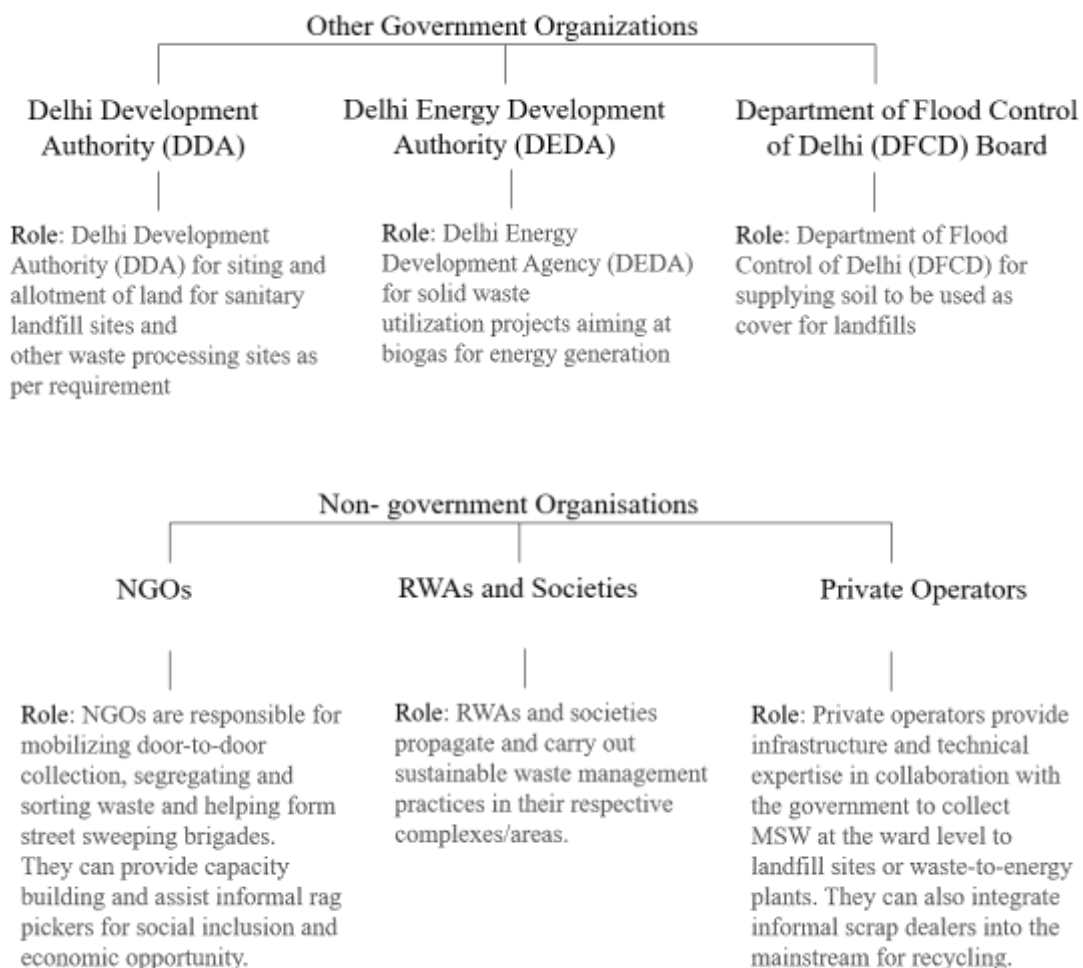 Other Government Organizations
Delhi Development
Authority (DDA)
Delhi Energy Development
Authority (DEDA)
Department of Flood Control
of Delhi (DFCD) Board
Role: Delhi Development
Authority (DDA) for siting and
allotment of land for sanitary
landfill sites and
other waste processing sites as
per requirement
Role: Delhi Energy
Development Agency (DEDA)
for solid waste
utilization projects aiming at
biogas for energy generation
Role: Department of Flood
Control of Delhi (DFCD) for
supplying soil to be used as
cover for landfills
Non- government Organisations
NGOs
RWAs and Societies
Private Operators
Role: NGOs are responsible for
mobilizing door-to-door
collection, segregating and
sorting waste and helping form
street sweeping brigades.
They can provide capacity
building and assist informal rag
pickers for social inclusion and
economic opportunity.
Role: RWAs and societies
propagate and carry out
sustainable waste management
practices in their respective
complexes/areas.
Role: Private operators provide
infrastructure and technical
expertise in collaboration with
the government to collect
MSW at the ward level to
landfill sites or waste-to-energy
plants. They can also integrate
informal scrap dealers into the
mainstream for recycling.